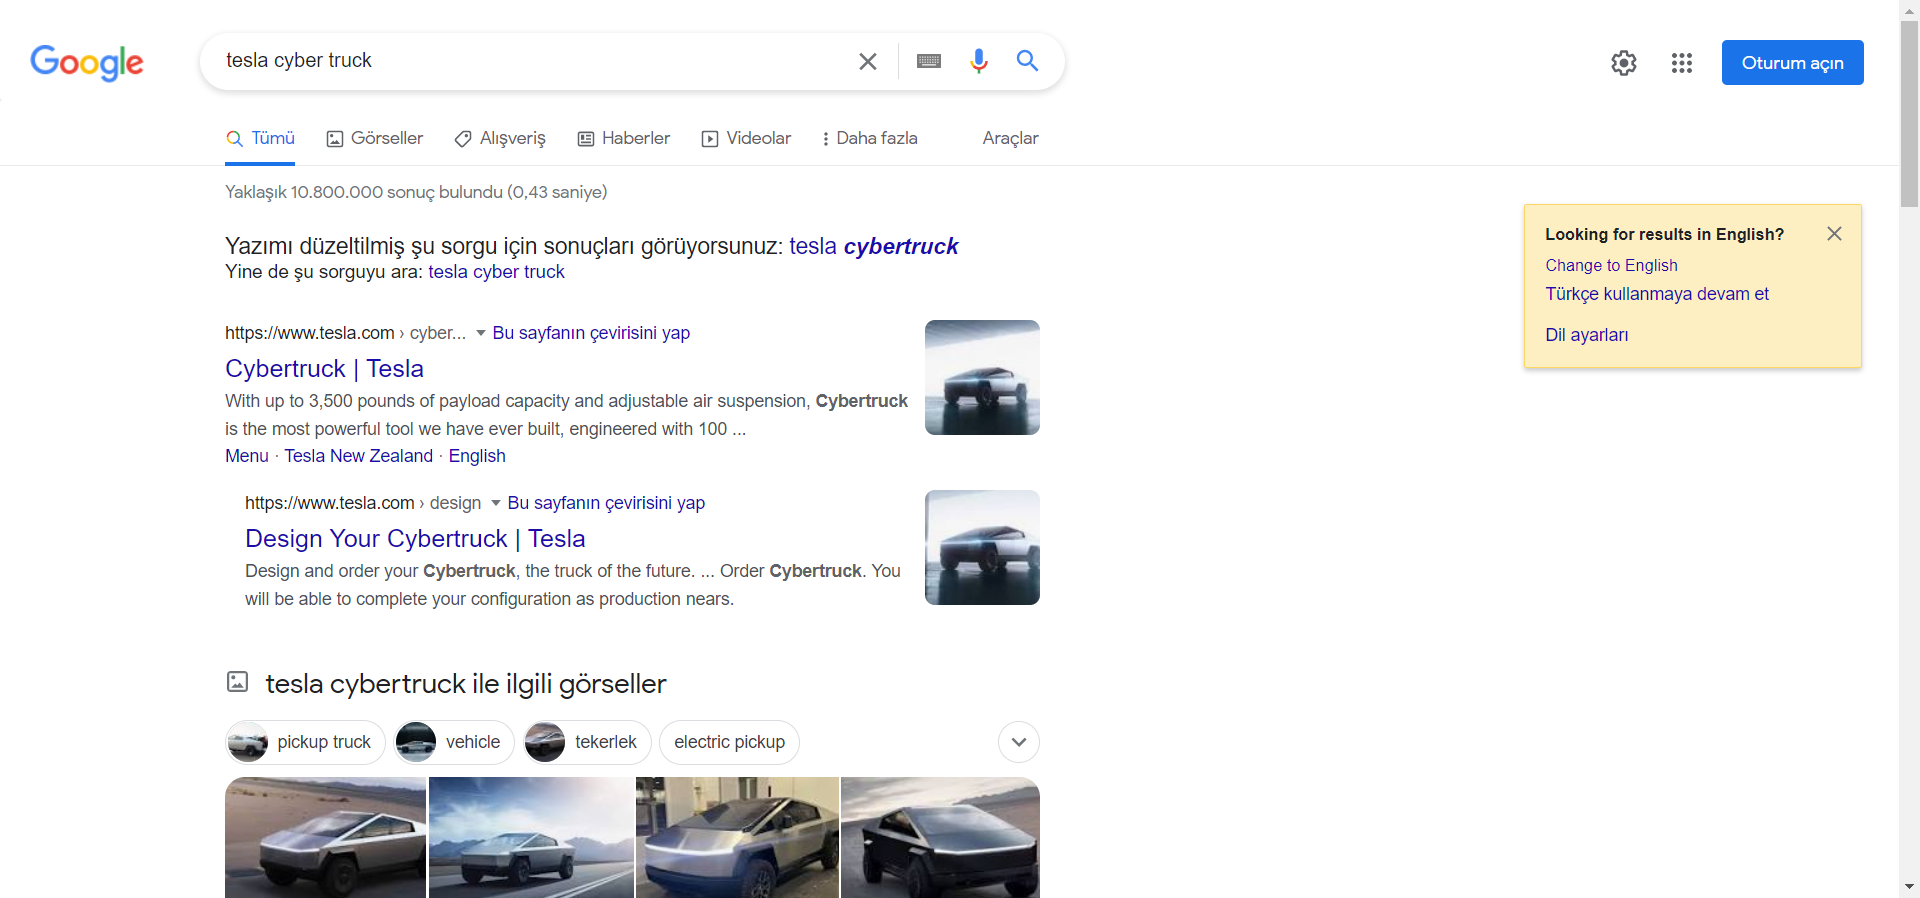 Google
tesla cyber truck
Oturum açın
Tümü
Görseller
Alışveriş
Haberler
Videolar
Daha fazla
Araçlar
Yaklaşık 10.800.000 sonuç bulundu (0,43 saniye)
Yazımı düzeltilmiş şu sorgu için sonuçları görüyorsunuz: tesla cybertruck
Yine de şu sorguyu ara: tesla cyber truck
https://www.tesla.com › cyber... Bu sayfanın çevirisini yap
Cybertruck | Tesla
With up to 3,500 pounds of payload capacity and adjustable air suspension, Cybertruck
is the most powerful tool we have ever built, engineered with 100 ...
Menu · Tesla New Zealand · English
https://www.tesla.com › design Bu sayfanın çevirisini yap
Design Your Cybertruck | Tesla
Design and order your Cybertruck, the truck of the future. ... Order Cybertruck. You
will be able to complete your configuration as production nears.
tesla cybertruck ile ilgili görseller
pickup truck
vehicle
tekerlek
electric pickup
Looking for results in English?
Change to English
Türkçe kullanmaya devam et
Dil ayarları